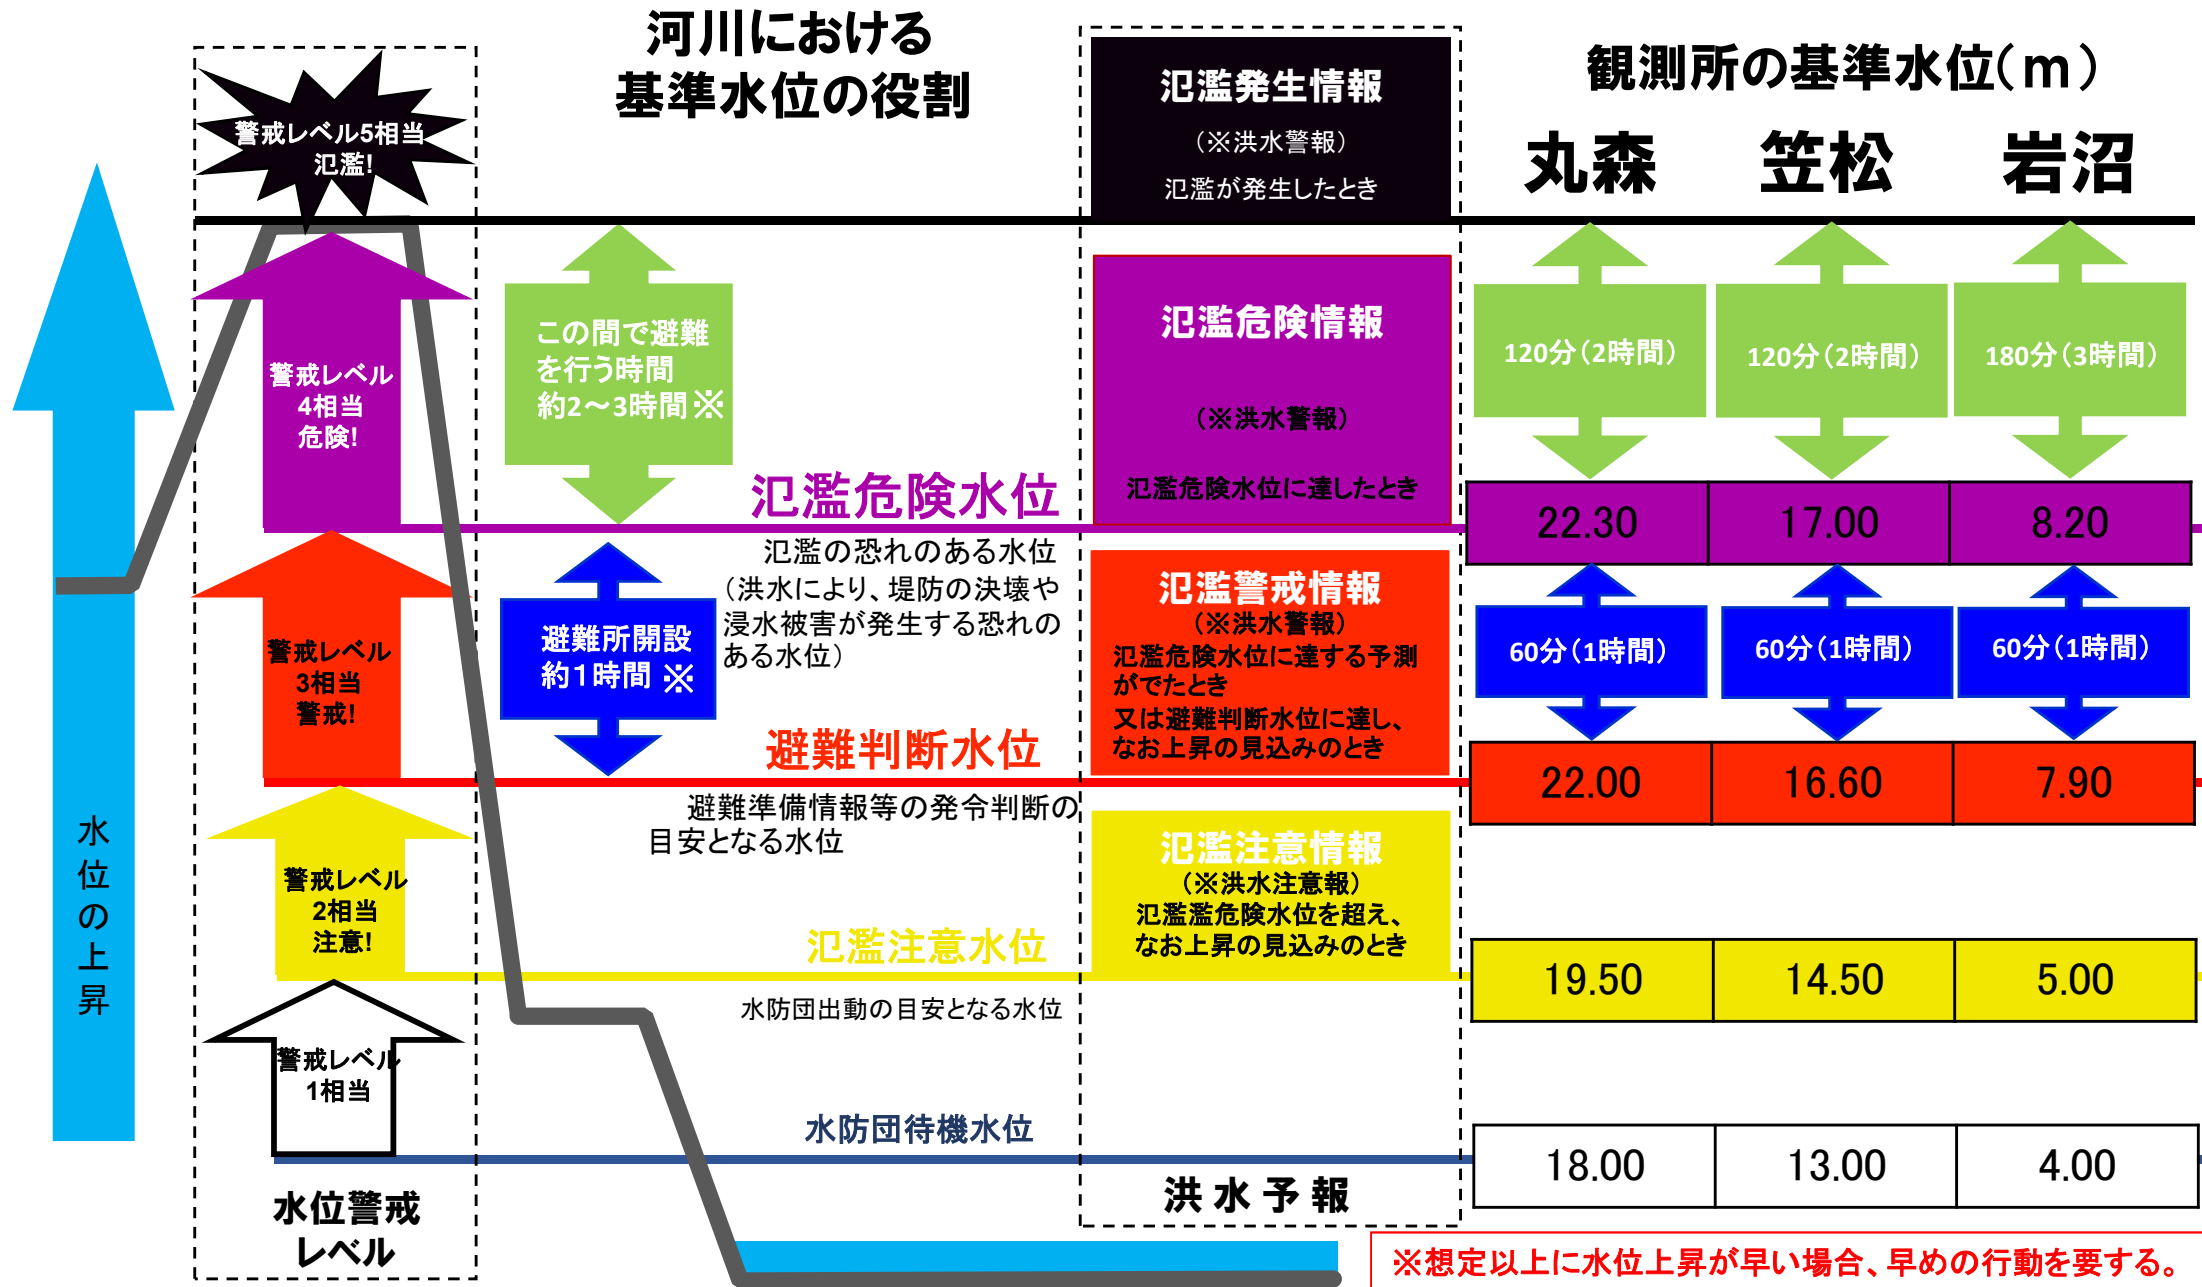 河川における
基準水位の役割
観測所の基準水位(m)
丸森
笠松
岩沼
警戒レベル5相当
氾濫!
氾濫発生情報
(※洪水警報)
氾濫が発生したとき
警戒レベル
4相当
危険!
この間で避難
を行う時間
約2～3時間※
氾濫危険情報
(※洪水警報)
氾濫危険水位に達したとき
120分(2時間)
120分(2時間)
180分(3時間)
氾濫危険水位
22.30
17.00
8.20
氾濫の恐れのある水位
(洪水により、堤防の決壊や
浸水被害が発生する恐れの
ある水位)
警戒レベル
3相当
警戒!
避難所開設
約1時間 ※
氾濫警戒情報
(※洪水警報)
氾濫危険水位に達する予測
がでたとき
又は避難判断水位に達し、
なお上昇の見込みのとき
60分(1時間)
60分(1時間)
60分(1時間)
避難判断水位
22.00
16.60
7.90
避難準備情報等の発令判断の
目安となる水位
警戒レベル
2相当
注意!
氾濫注意情報
(※洪水注意報)
氾濫濫危険水位を超え、
なお上昇の見込みのとき
氾濫注意水位
19.50
14.50
5.00
水防団出動の目安となる水位
水位の上昇
警戒レベル
1相当
水防団待機水位
18.00
13.00
4.00
水位警戒
レベル
洪水予報
※想定以上に水位上昇が早い場合、早めの行動を要する。